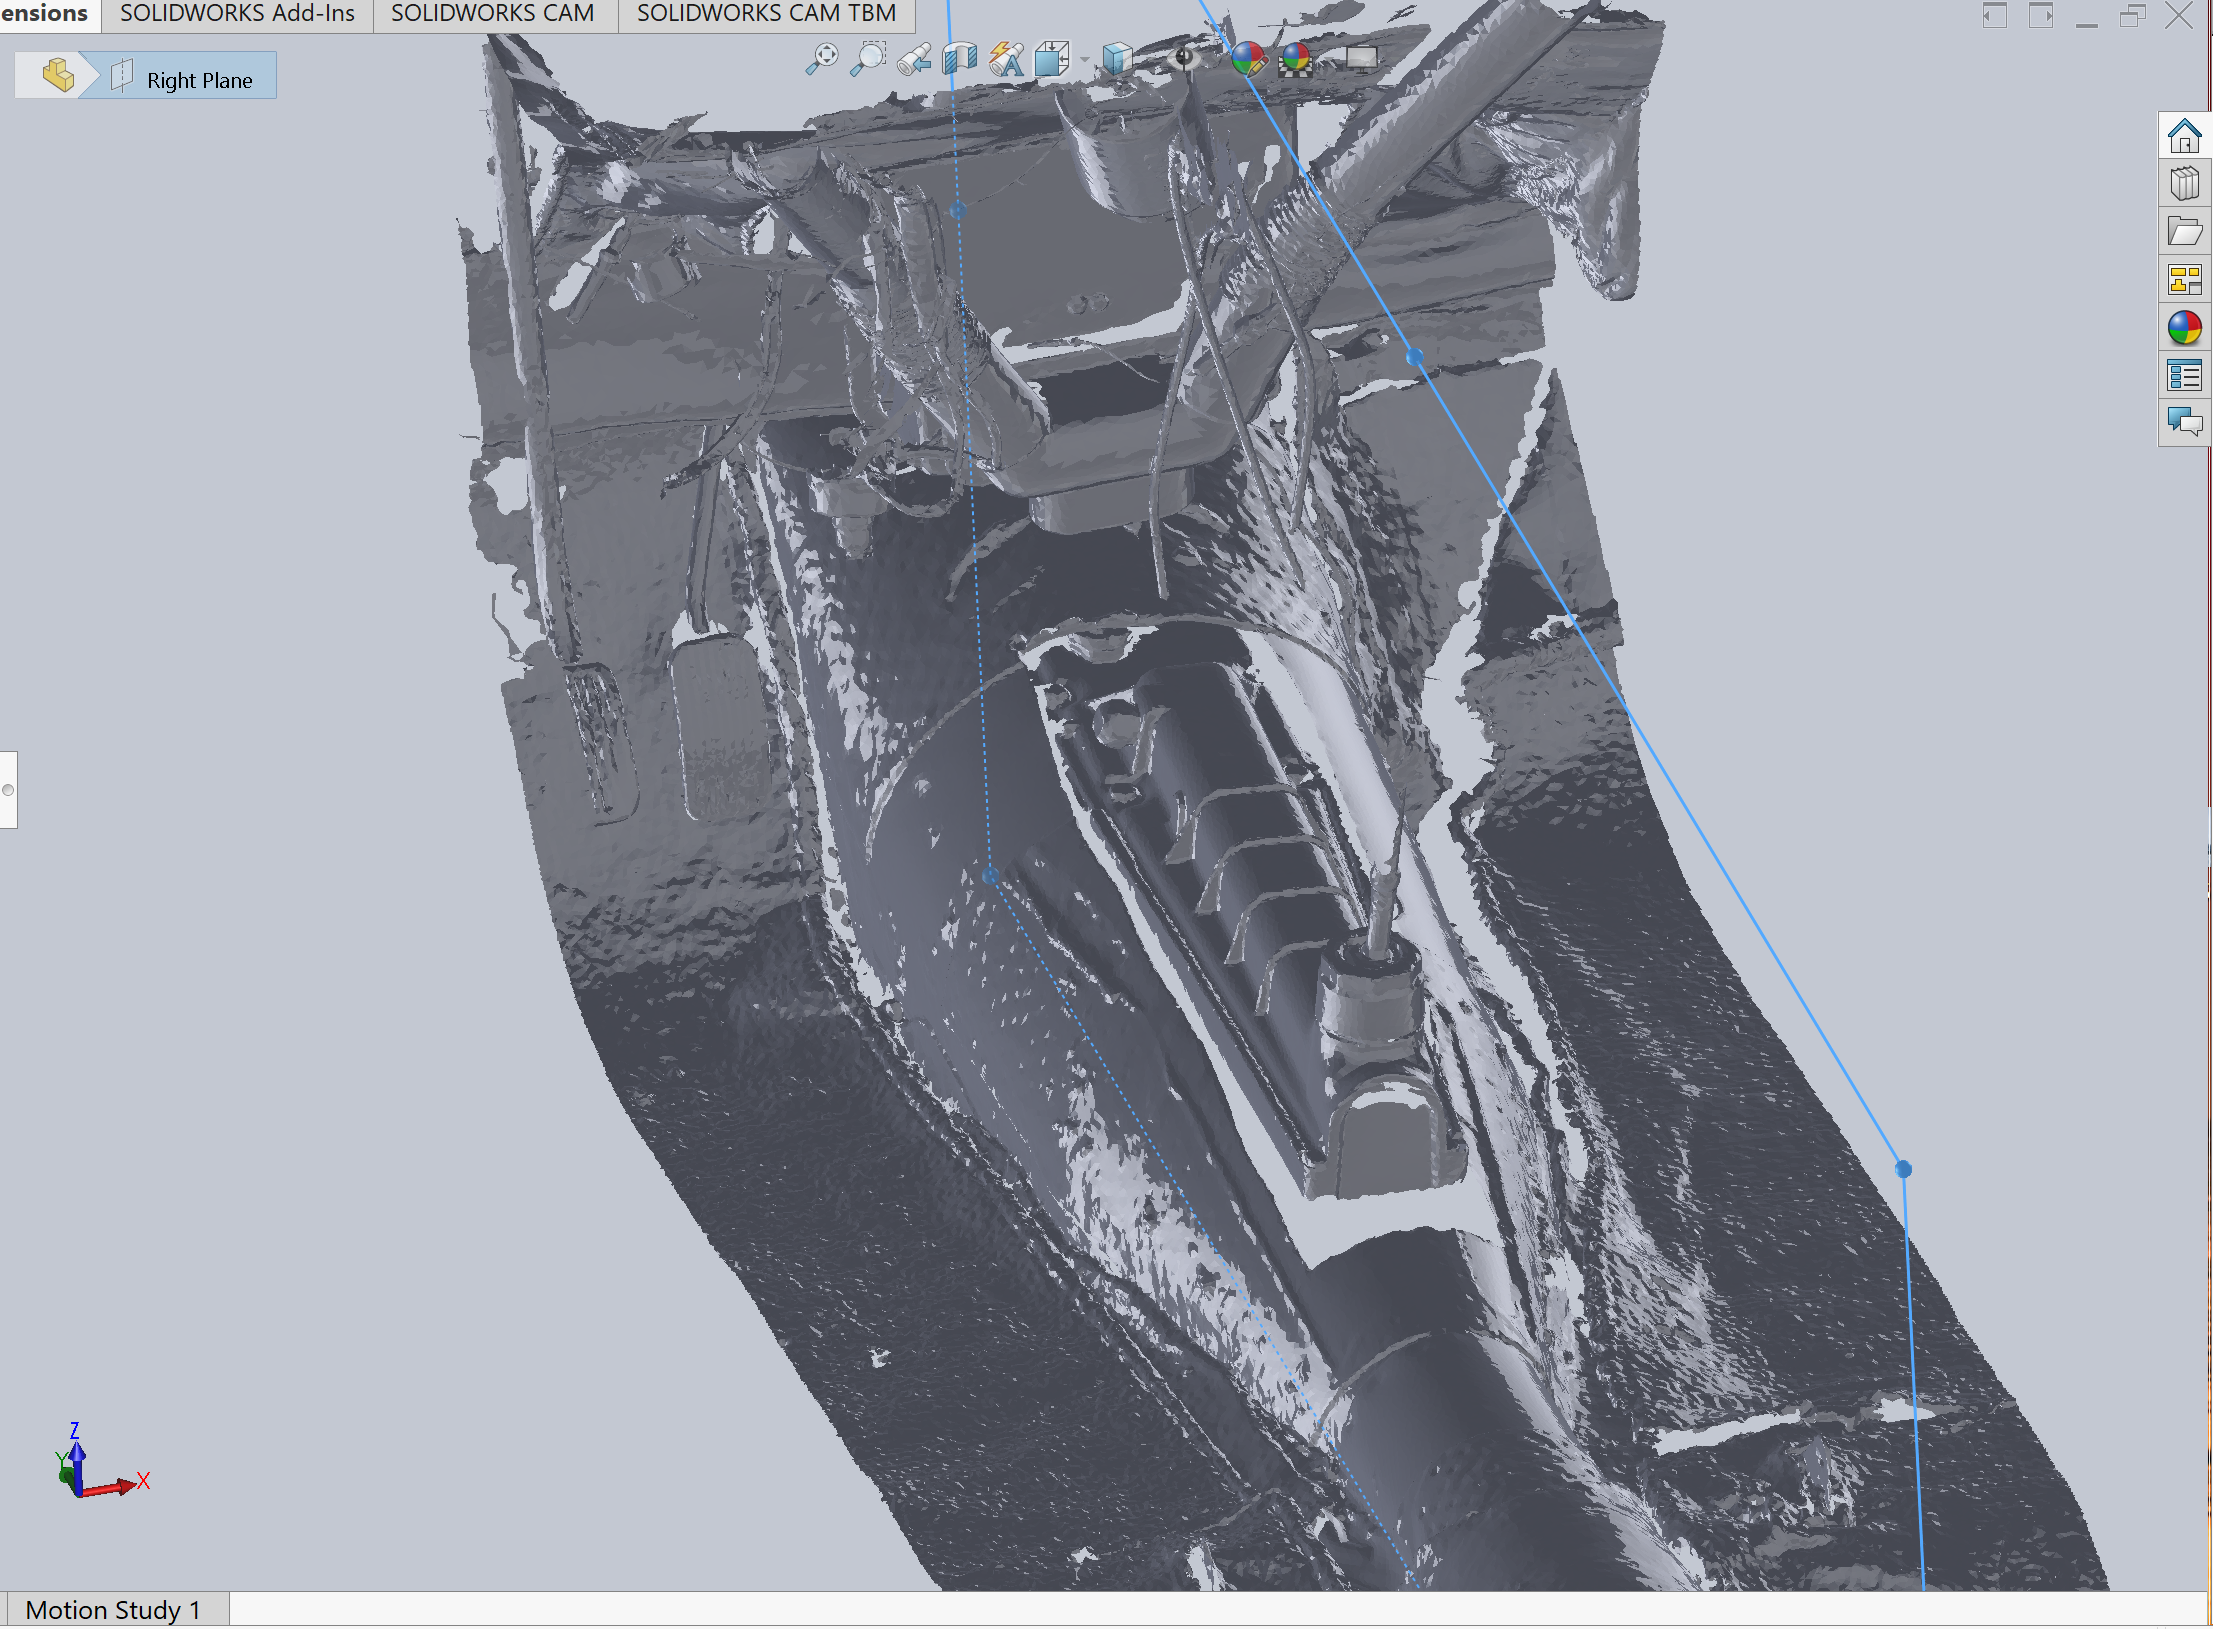 ensions SOLIDWORKS Add-Ins SOLIDWORKS CAM SOLIDWORKS CAM TBM
Right Plane
Z
Y
X
Motion Study 1